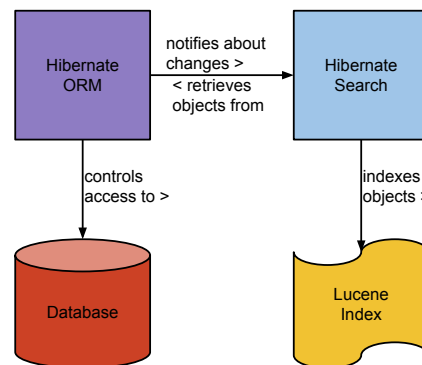 Hibernate
ORM
notifies about
changes >
< retrieves
objects from
Hibernate
Search
controls
access to >
indexes
objects >
Database
Lucene
Index